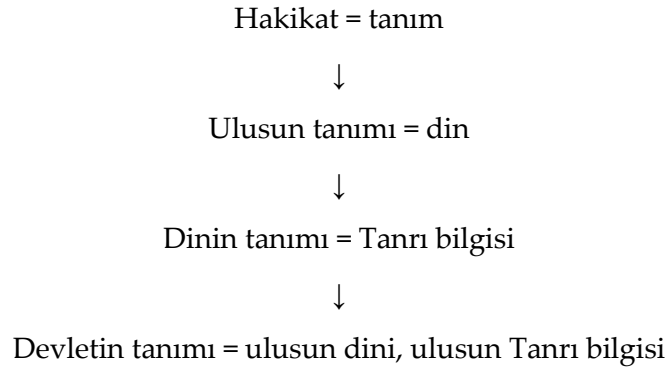 Hakikat = tanım
↓
Ulusun tanımı = din
↓
Dinin tanımı = Tanrı bilgisi
↓
Devletin tanımı = ulusun dini, ulusun Tanrı bilgisi